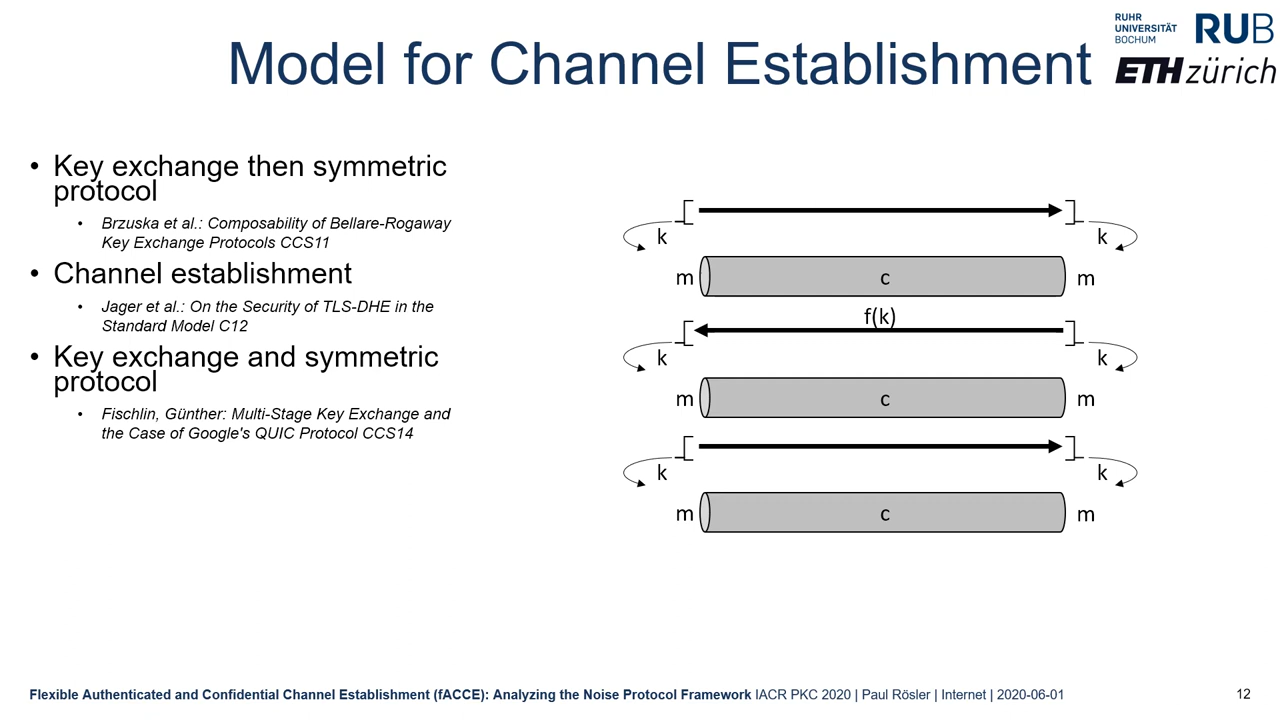 Model for Channel Establishment
RUHR
UNIVERSITÄT
BOCHUM
RUB
ETH zürich
• Key exchange then symmetric
protocol
• Brzuska et al.: Composability of Bellare-Rogaway
Key Exchange Protocols CCS11
• Channel establishment
• Jager et al.: On the Security of TLS-DHE in the
Standard Model C12
• Key exchange and symmetric
protocol
• Fischlin, Günther: Multi-Stage Key Exchange and
the Case of Google's QUIC Protocol CCS14
k k
m c m
f(k)
k k
m c m
k k
m c m
Flexible Authenticated and Confidential Channel Establishment (fACCE): Analyzing the Noise Protocol Framework IACR PKC 2020 | Paul Rösler | Internet | 2020-06-01
12